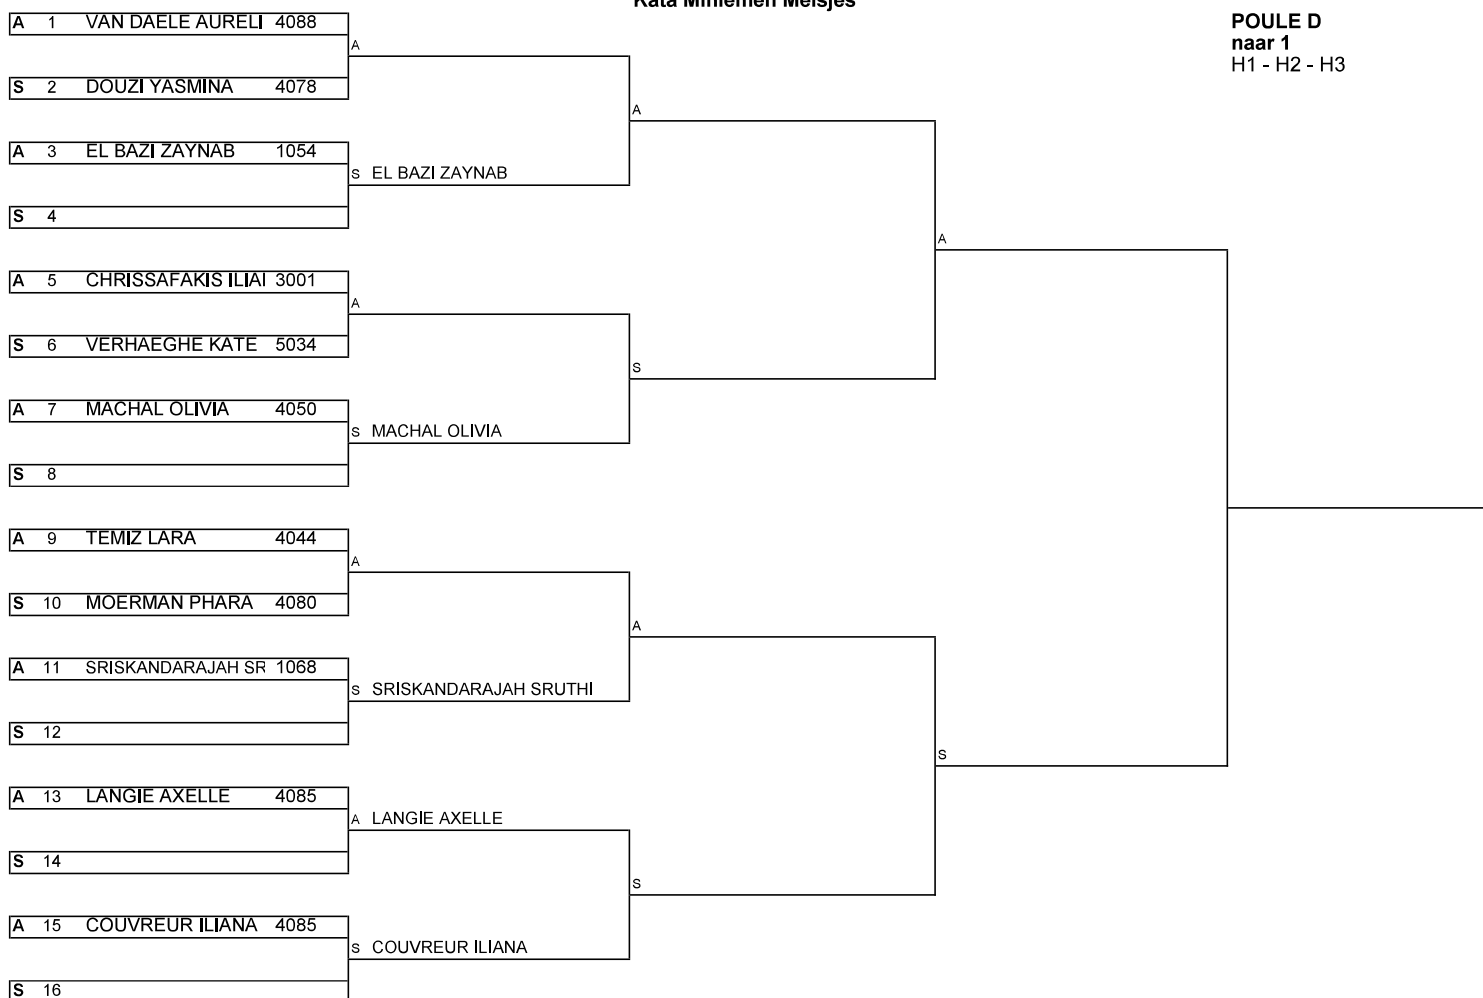 Kata Miniemen Meisjes
POULE D
naar 1
H1 - H2 - H3
A 1 VAN DAELE AURELI 4088
A
S 2 DOUZI YASMINA 4078
A
A 3 EL BAZI ZAYNAB 1054
S EL BAZI ZAYNAB
S 4
A
A 5 CHRISSAFAKIS ILIAI 3001
A
S 6 VERHAEGHE KATE 5034
S
A 7 MACHAL OLIVIA 4050
S MACHAL OLIVIA
S 8
A 9 TEMIZ LARA 4044
A
S 10 MOERMAN PHARA 4080
A
A 11 SRISKANDARAJAH SR 1068
S SRISKANDARAJAH SRUTHI
S 12
S
A 13 LANGIE AXELLE 4085
A LANGIE AXELLE
S 14
S
A 15 COUVREUR ILIANA 4085
S COUVREUR ILIANA
S 16